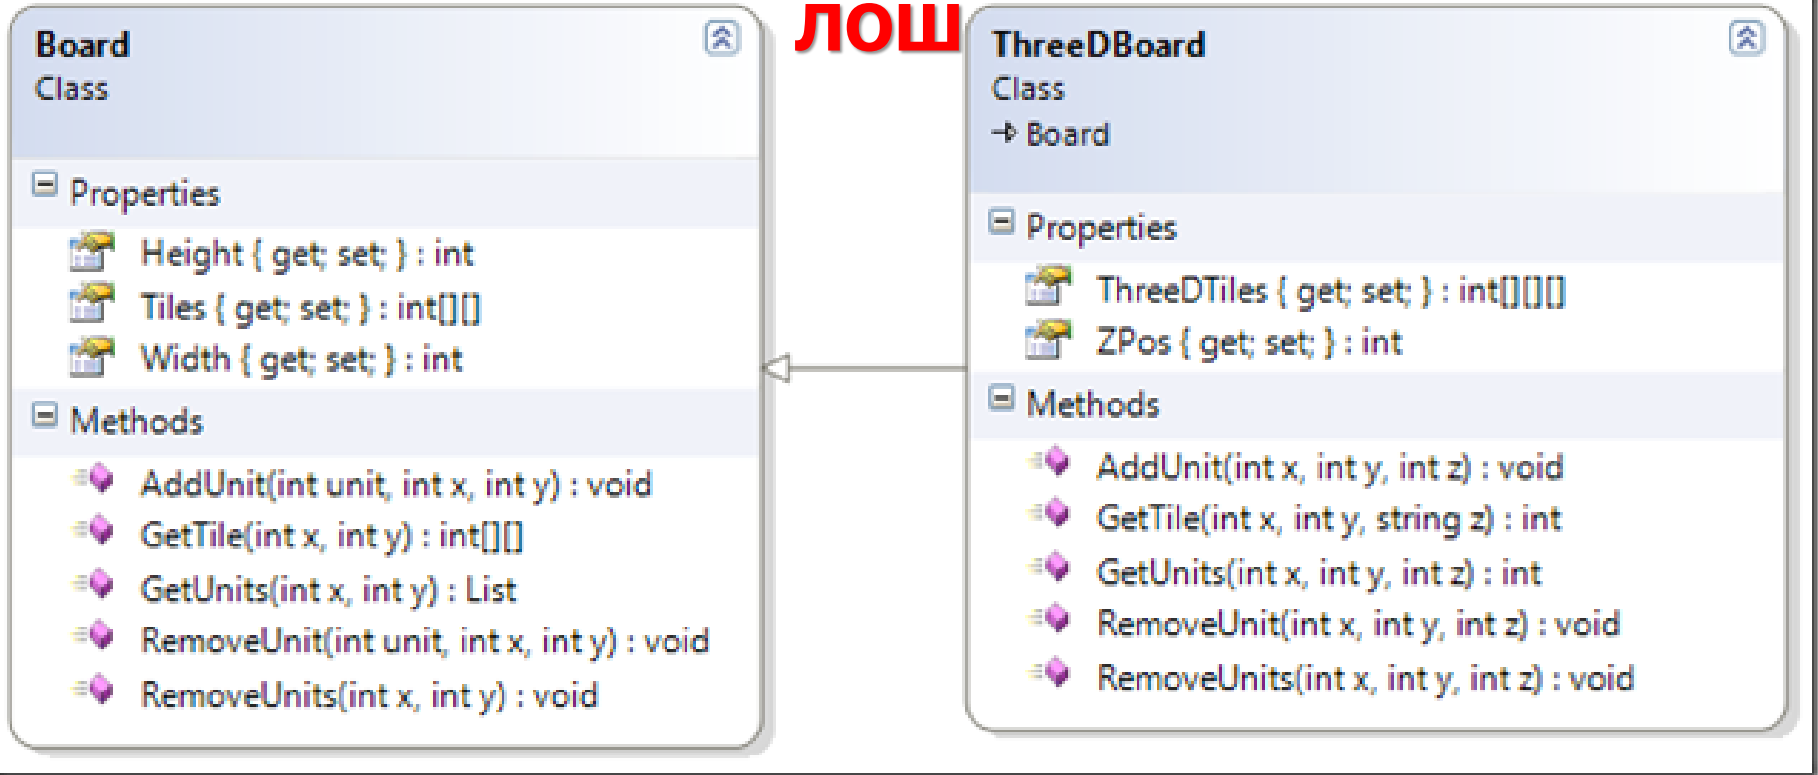 лош
Board
Class
Properties
Height { get; set; } : int
Tiles { get; set; } : int[][]
Width { get; set; } : int
Methods
AddUnit(int unit, int x, int y) : void
GetTile(int x, int y) : int[][]
GetUnits(int x, int y) : List
RemoveUnit(int unit, int x, int y) : void
RemoveUnits(int x, int y) : void
ThreeDBoard
Class
Board
Properties
ThreeDTiles { get; set; } : int[][][]
ZPos { get; set; } : int
Methods
AddUnit(int x, int y, int z) : void
GetTile(int x, int y, string z) : int
GetUnits(int x, int y, int z) : int
RemoveUnit(int x, int y, int z) : void
RemoveUnits(int x, int y, int z) : void